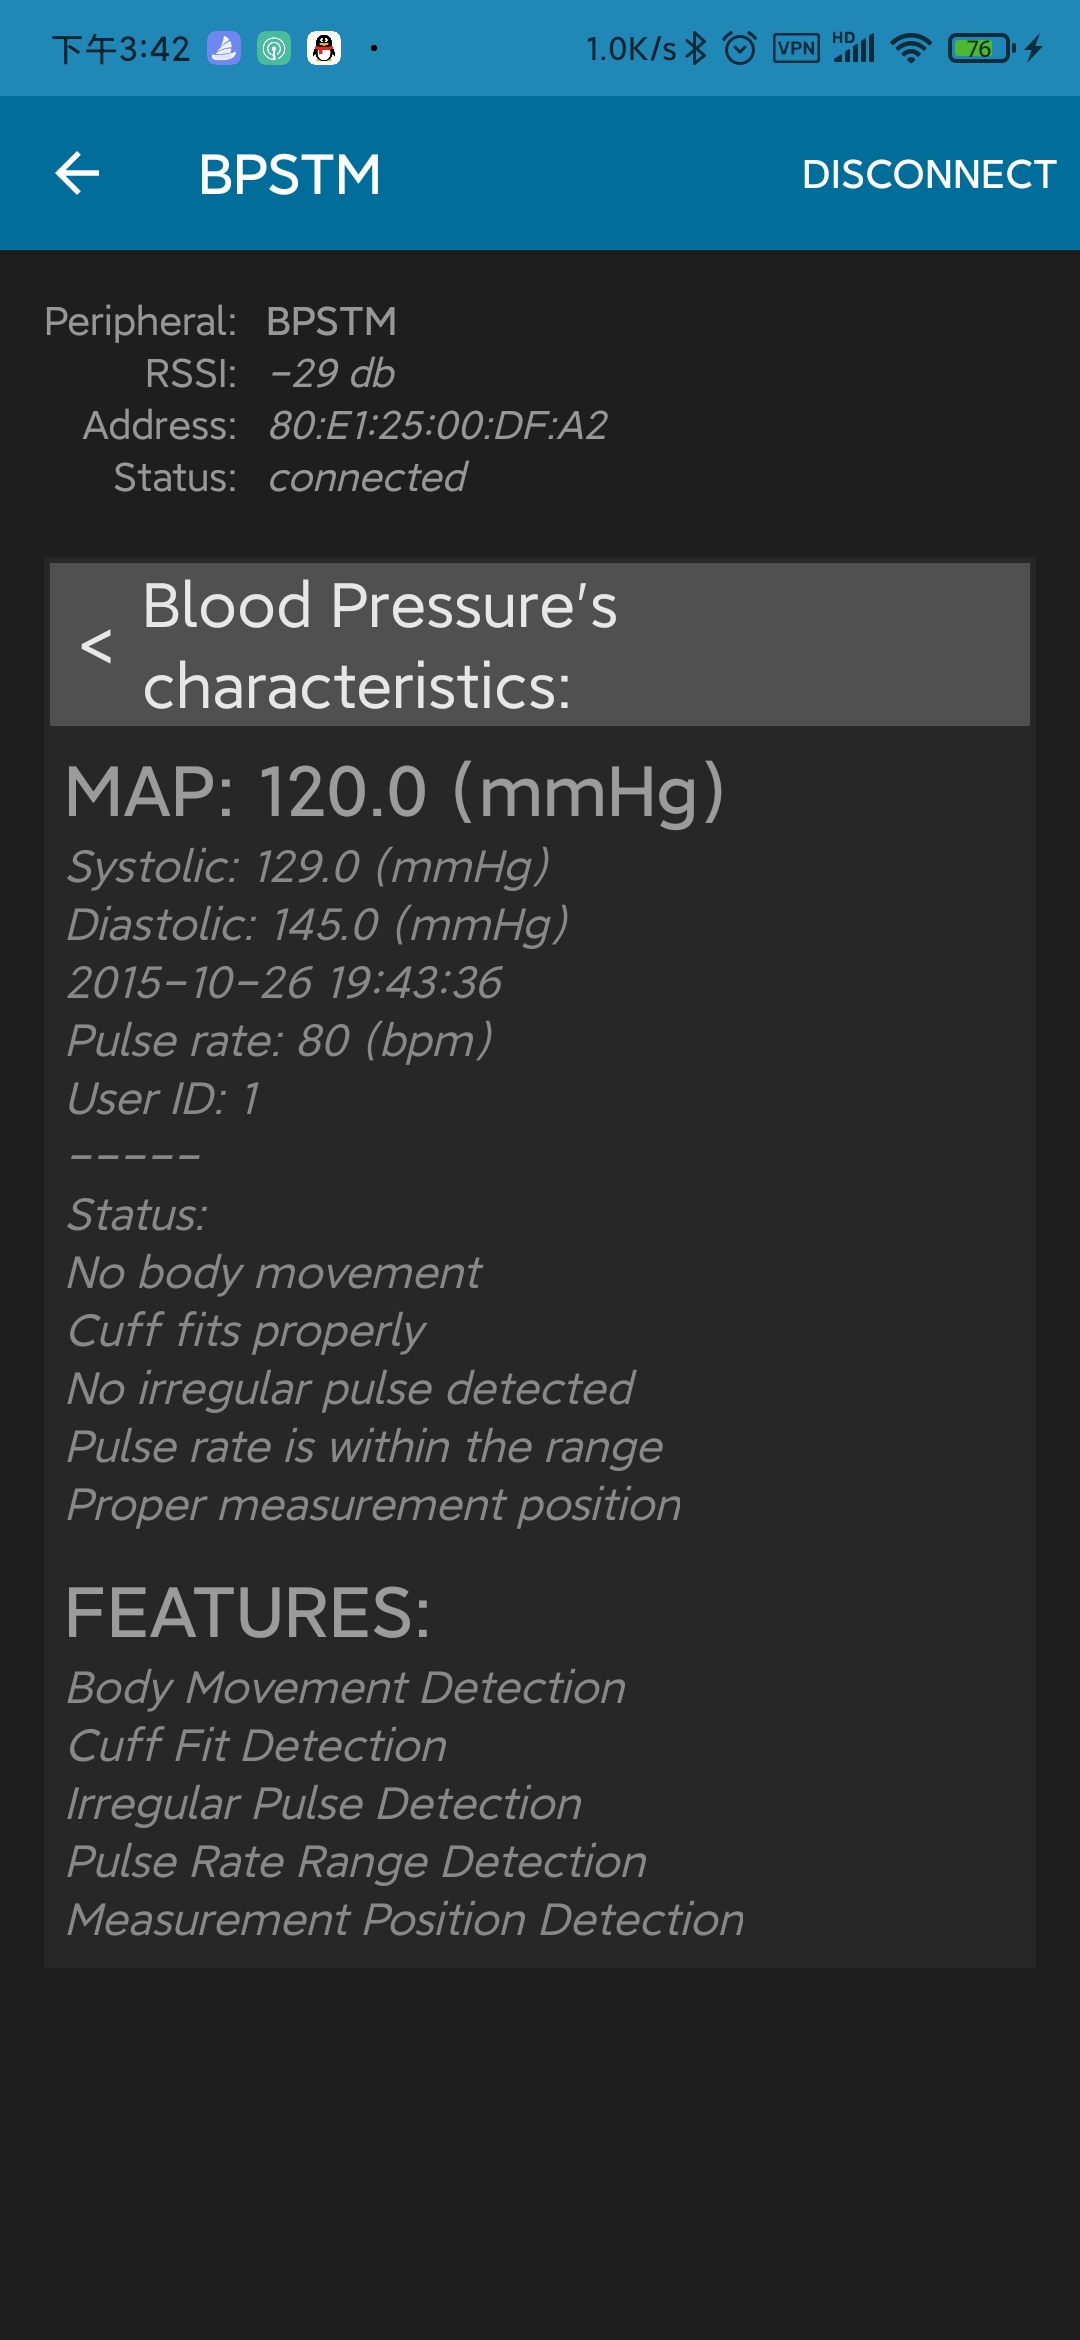 下午3:42
1.0K/s VPN HD 76
BPSTM
DISCONNECT
Peripheral: BPSTM
RSSI: -29 db
Address: 80:E1:25:00:DF:A2
Status: connected
< Blood Pressure's
characteristics:
MAP: 120.0 (mmHg)
Systolic: 129.0 (mmHg)
Diastolic: 145.0 (mmHg)
2015-10-26 19:43:36
Pulse rate: 80 (bpm)
User ID: 1
-----
Status:
No body movement
Cuff fits properly
No irregular pulse detected
Pulse rate is within the range
Proper measurement position
FEATURES:
Body Movement Detection
Cuff Fit Detection
Irregular Pulse Detection
Pulse Rate Range Detection
Measurement Position Detection